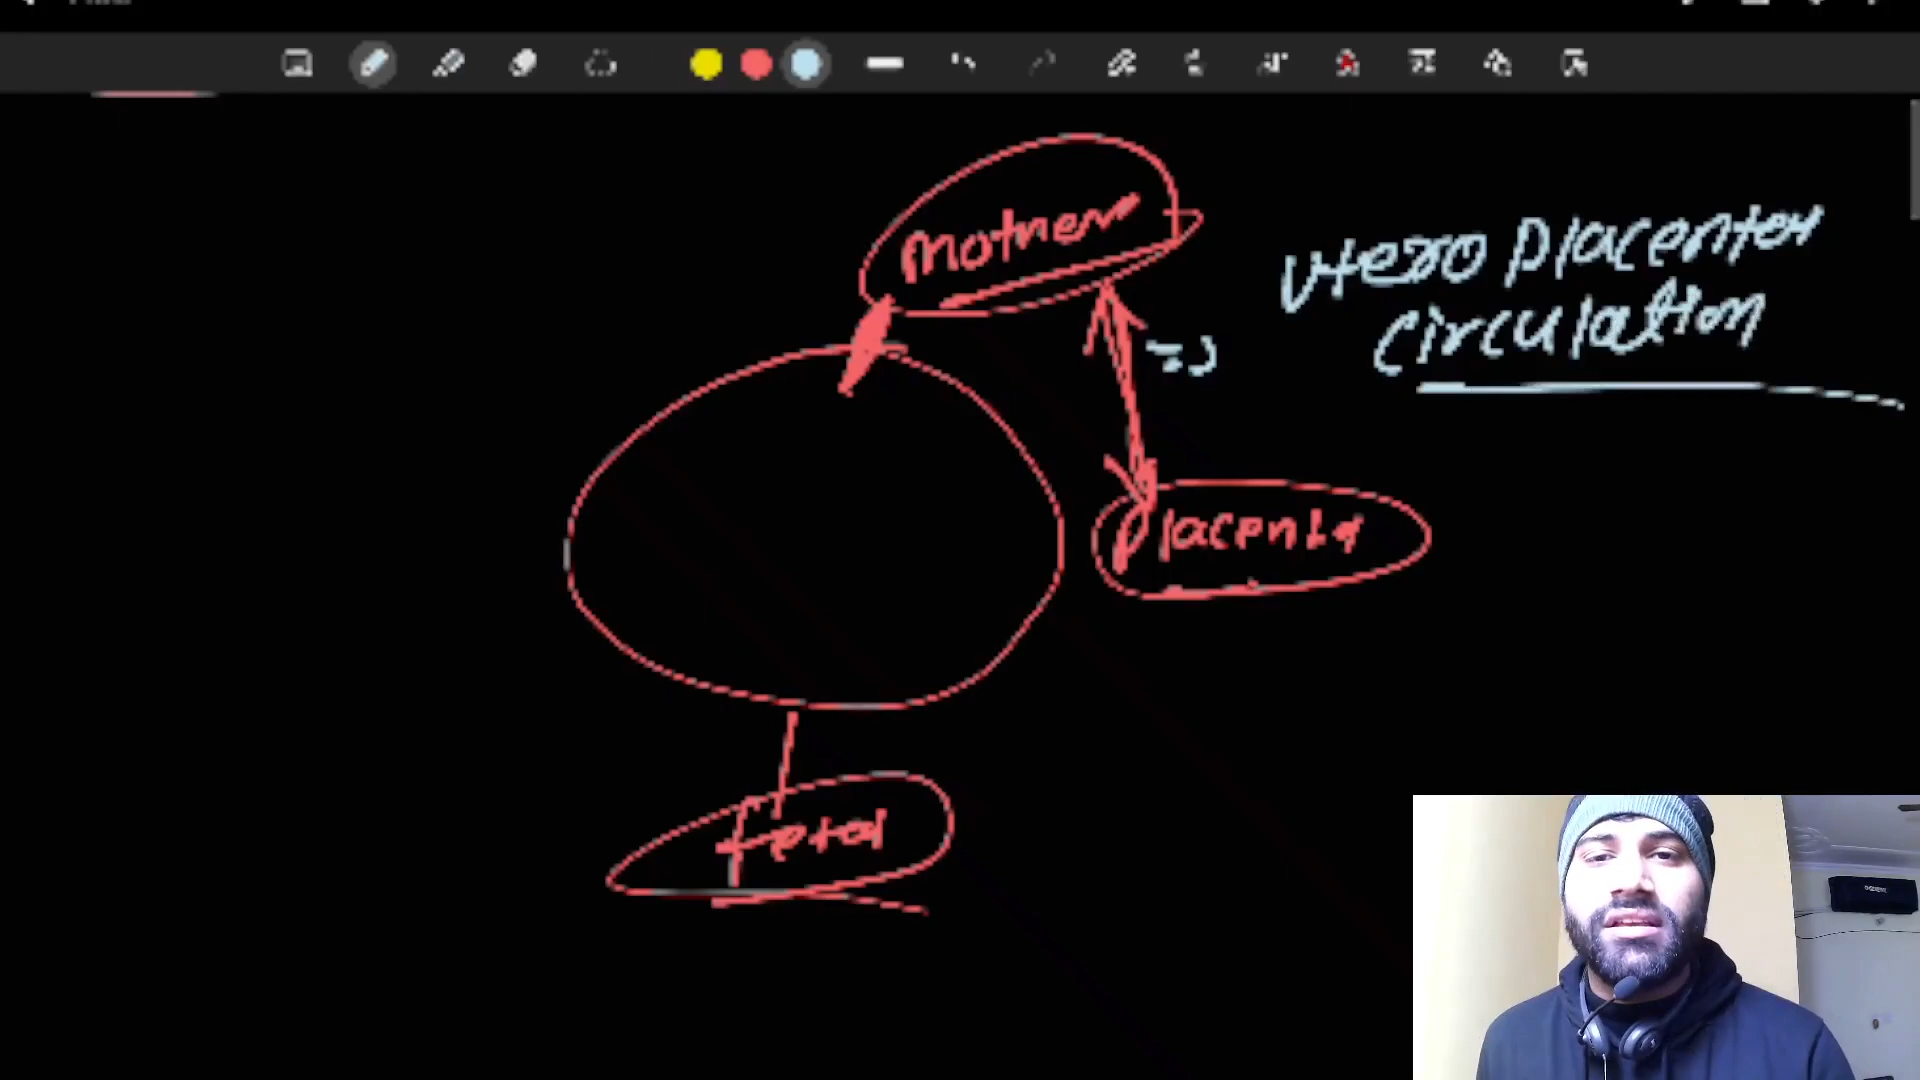 Mother
Utero placenter
circulation
placenta
fetal